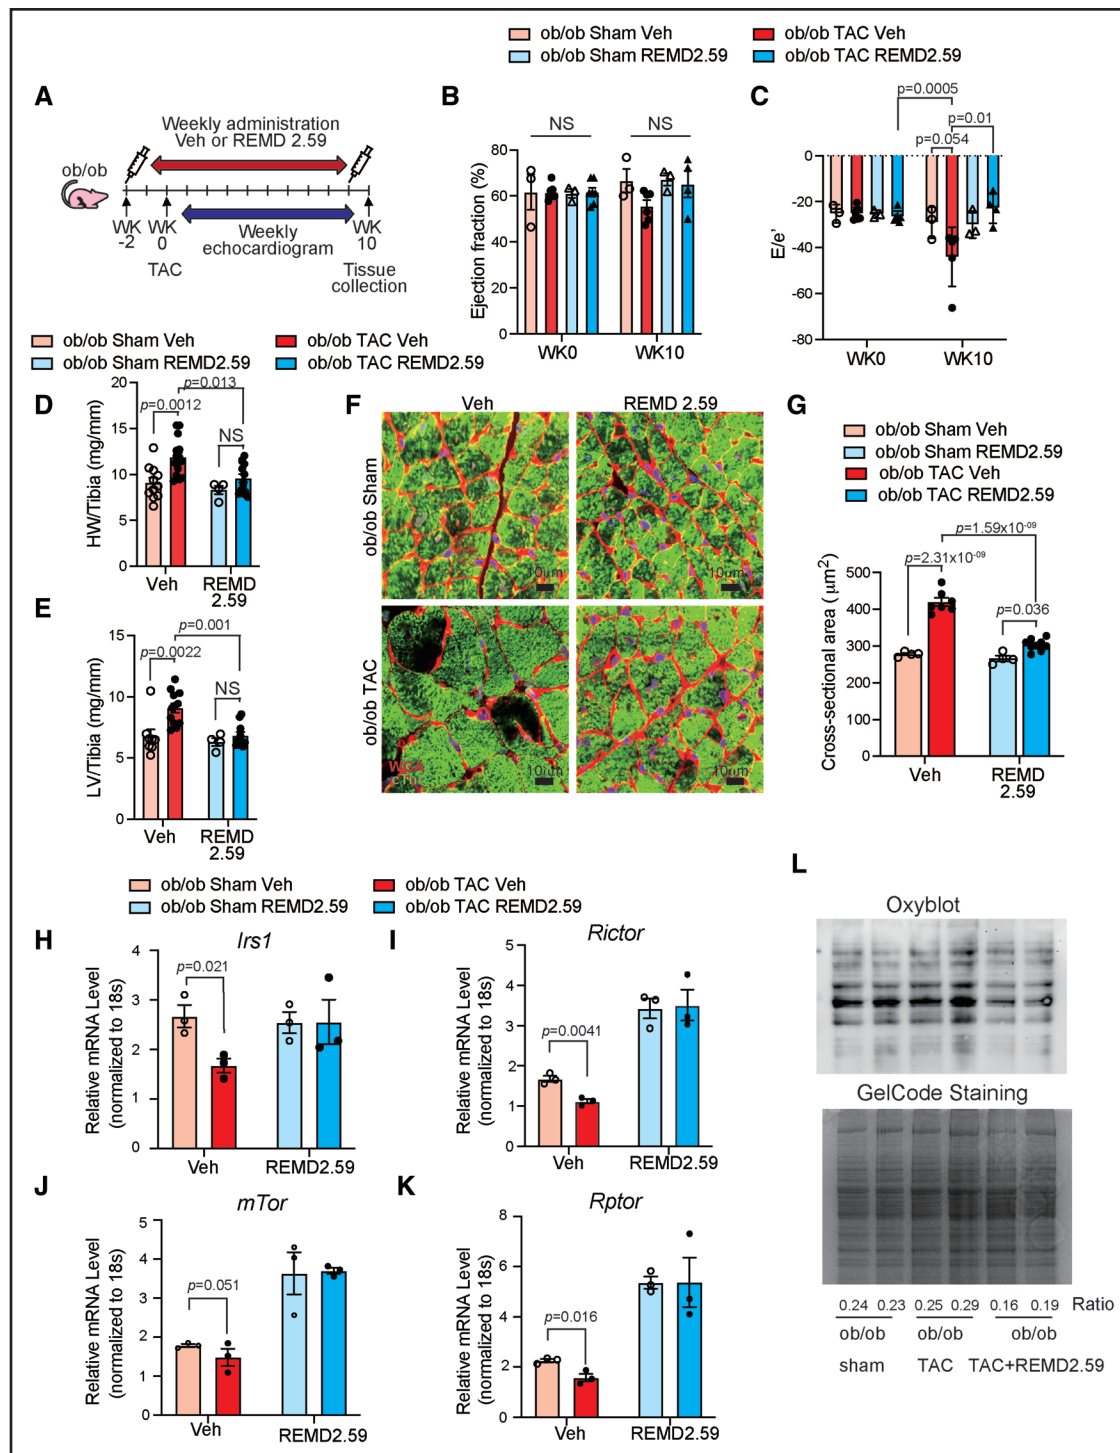 ob/ob Sham Veh
ob/ob TAC Veh
ob/ob Sham REMD2.59
ob/ob TAC REMD2.59
A
Weekly administration
Veh or REMD 2.59
ob/ob
WK
-2
WK
0
WK
10
Weekly
echocardiogram
TAC
Tissue
collection
B
NS
NS
Ejection fraction (%)
80
60
40
20
0
WK0
WK10
C
p=0.0005
p=0.01
p=0.054
E/e'
0
-20
-40
-60
-80
WK0
WK10
ob/ob Sham Veh
ob/ob TAC Veh
ob/ob Sham REMD2.59
ob/ob TAC REMD2.59
D
p=0.013
p=0.0012
NS
HW/Tibia (mg/mm)
20
15
10
5
0
Veh
REMD
2.59
E
p=0.001
p=0.0022
NS
LV/Tibia (mg/mm)
15
10
5
0
Veh
REMD
2.59
F
Veh
REMD 2.59
ob/ob Sham
ob/ob TAC
10um
10um
10um
WGA
G
ob/ob Sham Veh
ob/ob Sham REMD2.59
ob/ob TAC Veh
ob/ob TAC REMD2.59
p=1.59x10-09
p=2.31x10-09
p=0.036
Cross-sectional area (μm2)
500
400
300
200
100
0
Veh
REMD
2.59
ob/ob Sham Veh
ob/ob TAC Veh
ob/ob Sham REMD2.59
ob/ob TAC REMD2.59
H
Irs1
p=0.021
Relative mRNA Level
(normalized to 18s)
4
3
2
1
0
Veh
REMD2.59
I
Rictor
p=0.0041
Relative mRNA Level
(normalized to 18s)
5
4
3
2
1
0
Veh
REMD2.59
J
mTor
p=0.051
Relative mRNA Level
(normalized to 18s)
5
4
3
2
1
0
Veh
REMD2.59
K
Rptor
p=0.016
Relative mRNA Level
(normalized to 18s)
8
6
4
2
0
Veh
REMD2.59
L
Oxyblot
GelCode Staining
0.24 0.23 0.25 0.29 0.16 0.19 Ratio
ob/ob ob/ob ob/ob
sham TAC TAC+REMD2.59